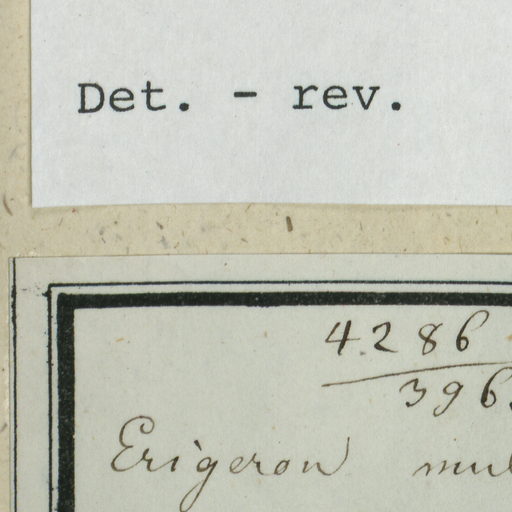 Det. - rev.
4286
396
Erigeron